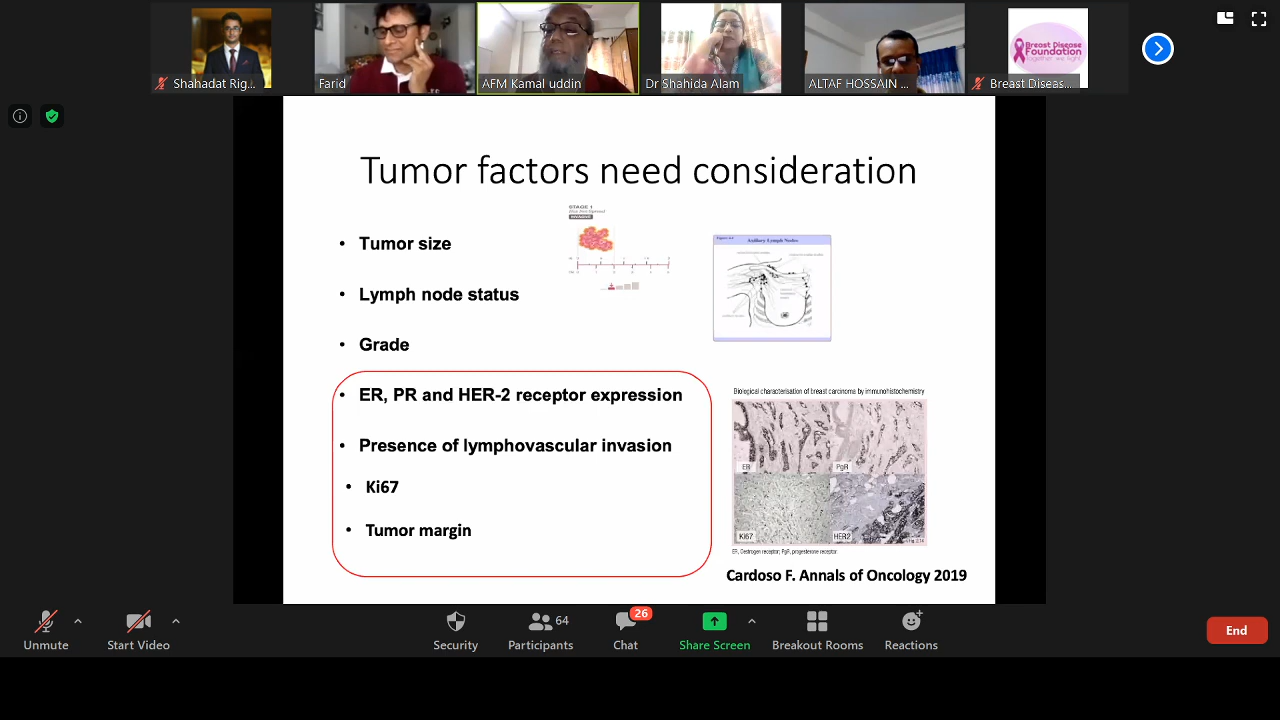 Shahadat Rig...
Farid
AFM Kamal uddin
Dr Shahida Alam
ALTAF HOSSAIN ...
Breast Disease
Foundation
together, we fight
Breast Diseas...
Tumor factors need consideration
STAGE 1
INVASIVE
• Tumor size
• Lymph node status
• Grade
• ER, PR and HER-2 receptor expression
• Presence of lymphovascular invasion
• Ki67
• Tumor margin
Axillary Lymph Nodes
Biological characterisation of breast carcinoma by immunohistochemistry
ER
PgR
Ki67
HER2
ER, Oestrogen receptor; PgR, progesterone receptor.
Cardoso F. Annals of Oncology 2019
Unmute
Start Video
Security
Participants
64
Chat
26
Share Screen
Breakout Rooms
Reactions
End